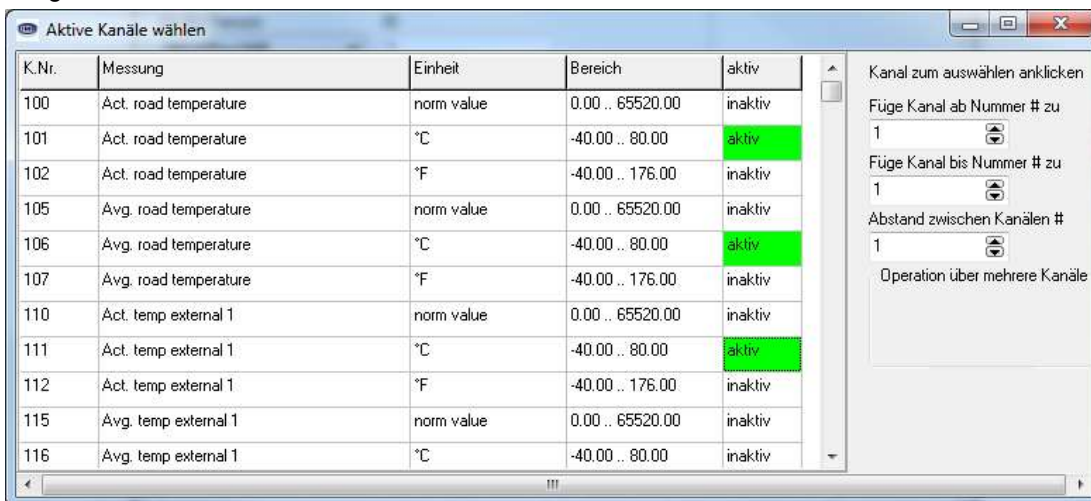 Aktive Kanäle wählen
K.Nr. Messung Einheit Bereich aktiv
100 Act. road temperature norm value 0.00 .. 65520.00 inaktiv
101 Act. road temperature °C -40.00 .. 80.00 aktiv
102 Act. road temperature °F -40.00 .. 176.00 inaktiv
105 Avg. road temperature norm value 0.00 .. 65520.00 inaktiv
106 Avg. road temperature °C -40.00 .. 80.00 aktiv
107 Avg. road temperature °F -40.00 .. 176.00 inaktiv
110 Act. temp external 1 norm value 0.00 .. 65520.00 inaktiv
111 Act. temp external 1 °C -40.00 .. 80.00 aktiv
112 Act. temp external 1 °F -40.00 .. 176.00 inaktiv
115 Avg. temp external 1 norm value 0.00 .. 65520.00 inaktiv
116 Avg. temp external 1 °C -40.00 .. 80.00 inaktiv
Kanal zum auswählen anklicken
Füge Kanal ab Nummer # zu
1
Füge Kanal bis Nummer # zu
1
Abstand zwischen Kanälen #
1
Operation über mehrere Kanäle